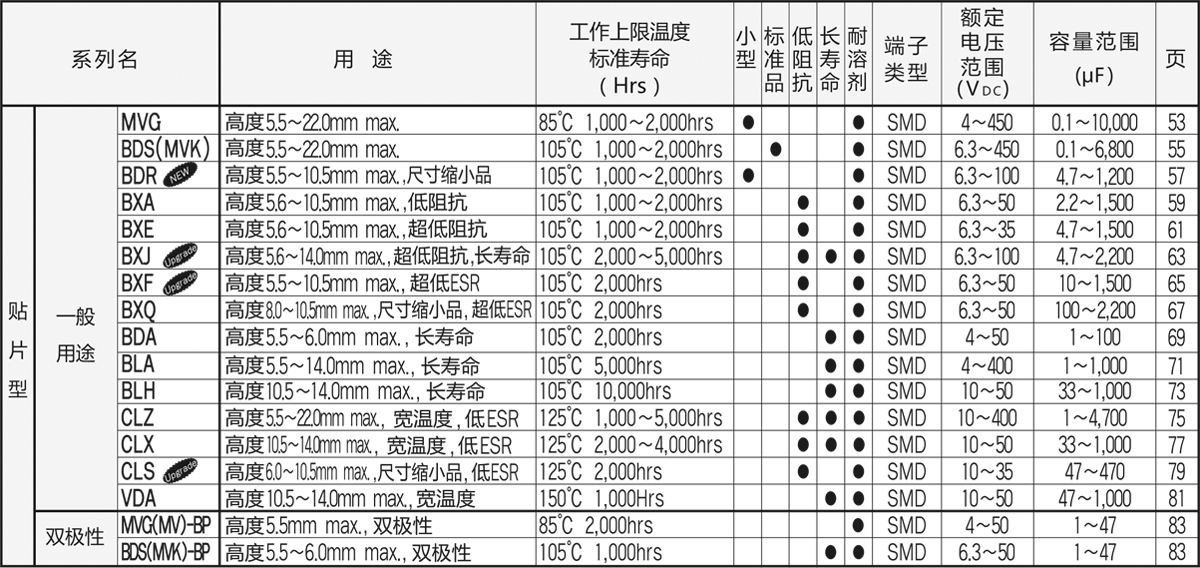 系列名 用 途 工作上限温度 标准寿命 (Hrs) 小型 标准品 低阻抗 长寿命 耐溶剂 端子类型 额定电压范围 (VDC) 容量范围 (μF) 页
贴片型
一般用途
MVG 高度5.5~22.0mm max. 85℃ 1,000~2,000hrs ● ● SMD 4~450 0.1~10,000 53
BDS(MVK) 高度5.5~22.0mm max. 105℃ 1,000~2,000hrs ● ● SMD 6.3~450 0.1~6,800 55
BDR NEW 高度5.5~10.5mm max.,尺寸缩小品 105℃ 1,000~2,000hrs ● ● SMD 6.3~100 4.7~1,200 57
BXA 高度5.6~10.5mm max.,低阻抗 105℃ 1,000~2,000hrs ● ● SMD 6.3~50 2.2~1,500 59
BXE 高度5.6~10.5mm max.,超低阻抗 105℃ 1,000~2,000hrs ● ● SMD 6.3~35 4.7~1,500 61
BXJ Upgrade 高度5.6~14.0mm max.,超低阻抗,长寿命 105℃ 2,000~5,000hrs ● ● ● SMD 6.3~100 4.7~2,200 63
BXF Upgrade 高度5.5~10.5mm max.,超低ESR 105℃ 2,000hrs ● ● SMD 6.3~50 10~1,500 65
BXQ 高度8.0~10.5mm max.,尺寸缩小品,超低ESR 105℃ 2,000hrs ● ● SMD 6.3~50 100~2,200 67
BDA 高度5.5~6.0mm max.,长寿命 105℃ 2,000hrs ● ● SMD 4~50 1~100 69
BLA 高度5.5~14.0mm max.,长寿命 105℃ 5,000hrs ● ● SMD 4~400 1~1,000 71
BLH 高度10.5~14.0mm max.,长寿命 105℃ 10,000hrs ● ● SMD 10~50 33~1,000 73
CLZ 高度5.5~22.0mm max.,宽温度,低ESR 125℃ 1,000~5,000hrs ● ● ● SMD 10~400 1~4,700 75
CLX 高度10.5~14.0mm max.,宽温度,低ESR 125℃ 2,000~4,000hrs ● ● ● SMD 10~50 33~1,000 77
CLS Upgrade 高度6.0~10.5mm max.,尺寸缩小品,低ESR 125℃ 2,000hrs ● ● SMD 10~35 47~470 79
VDA 高度10.5~14.0mm max.,宽温度 150℃ 1,000Hrs ● ● SMD 10~50 47~1,000 81
双极性
MVG(MV)-BP 高度5.5mm max.,双极性 85℃ 2,000hrs ● SMD 4~50 1~47 83
BDS(MVK)-BP 高度5.5~6.0mm max.,双极性 105℃ 1,000hrs ● ● SMD 6.3~50 1~47 83